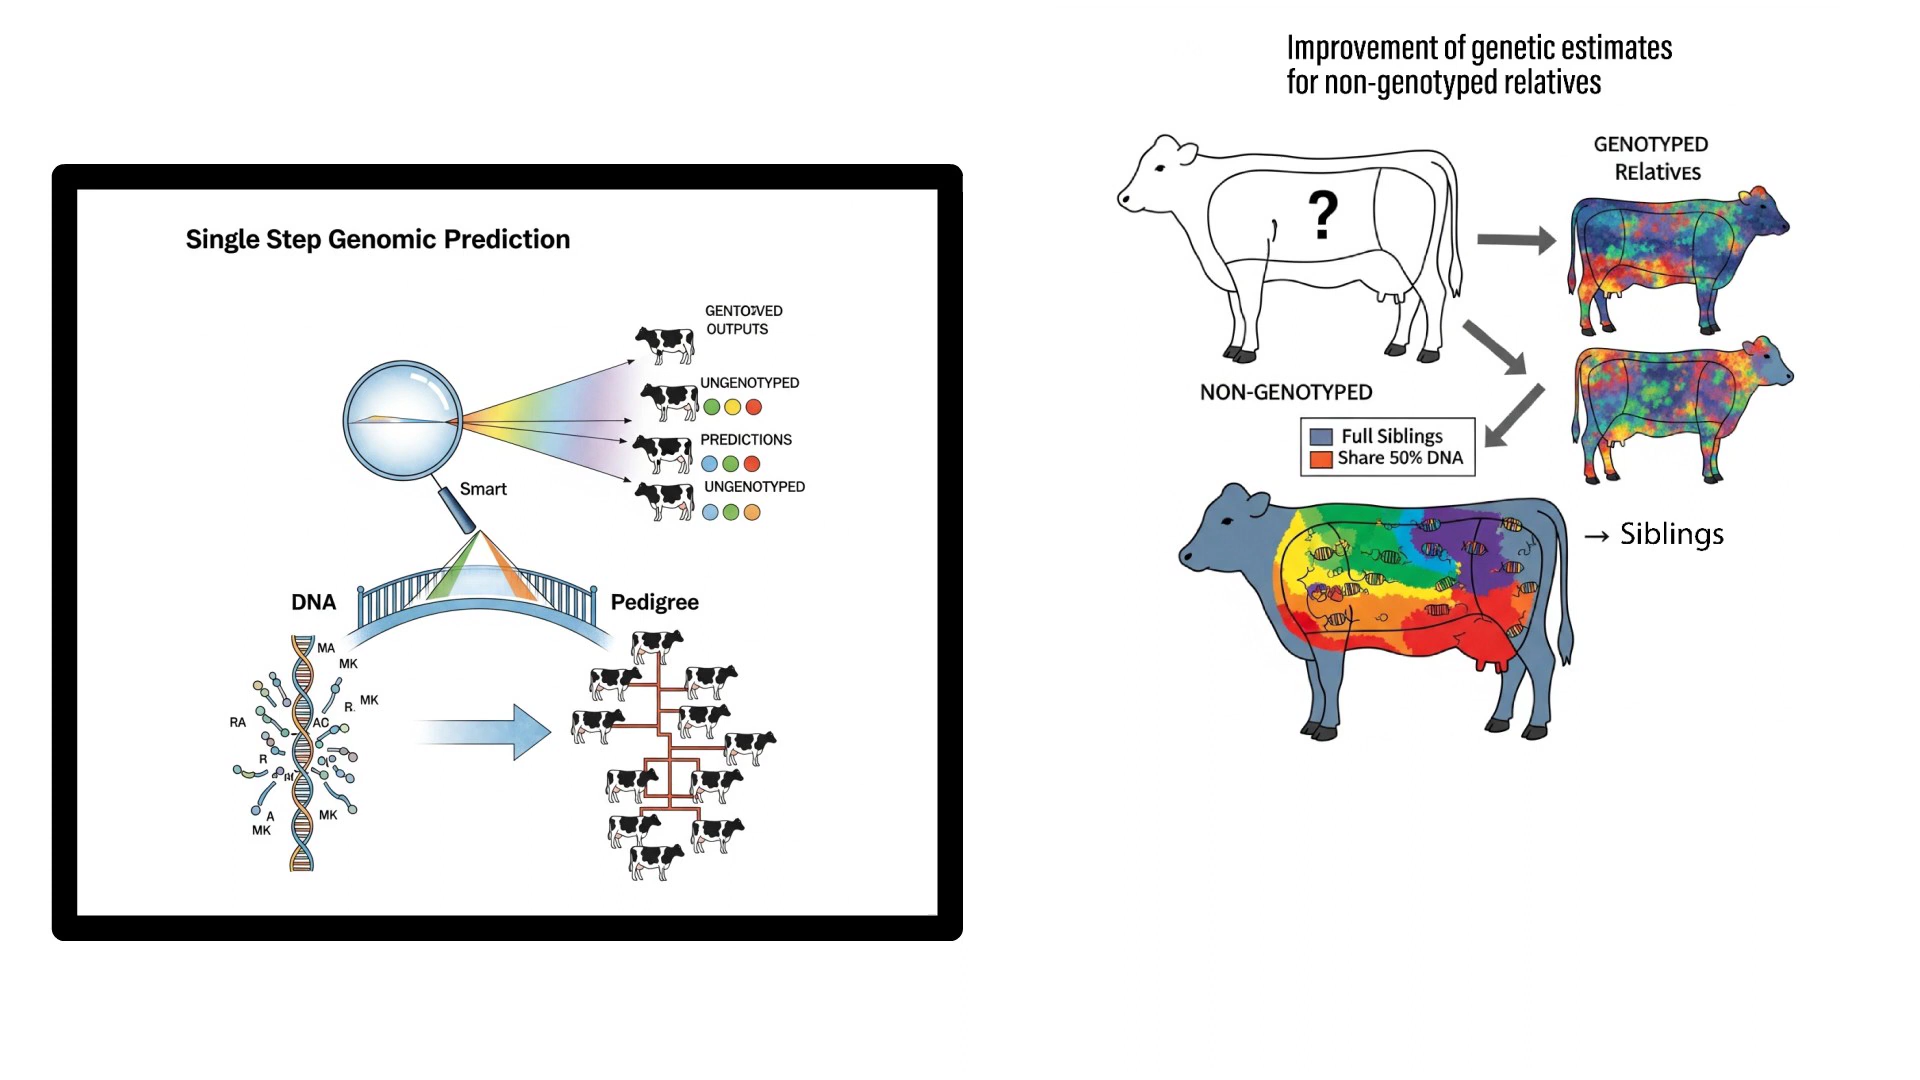 Single Step Genomic Prediction
OUTPUTS
UNGENOTYPED
PREDICTIONS
UNGENOTYPED
Smart
DNA
Pedigree
MA
MK
MK
R.
RA
AC
R
A
MK
MK
Improvement of genetic estimates
for non-genotyped relatives
GENOTYPED
Relatives
?
NON-GENOTYPED
Full Siblings
Share 50% DNA
→ Siblings